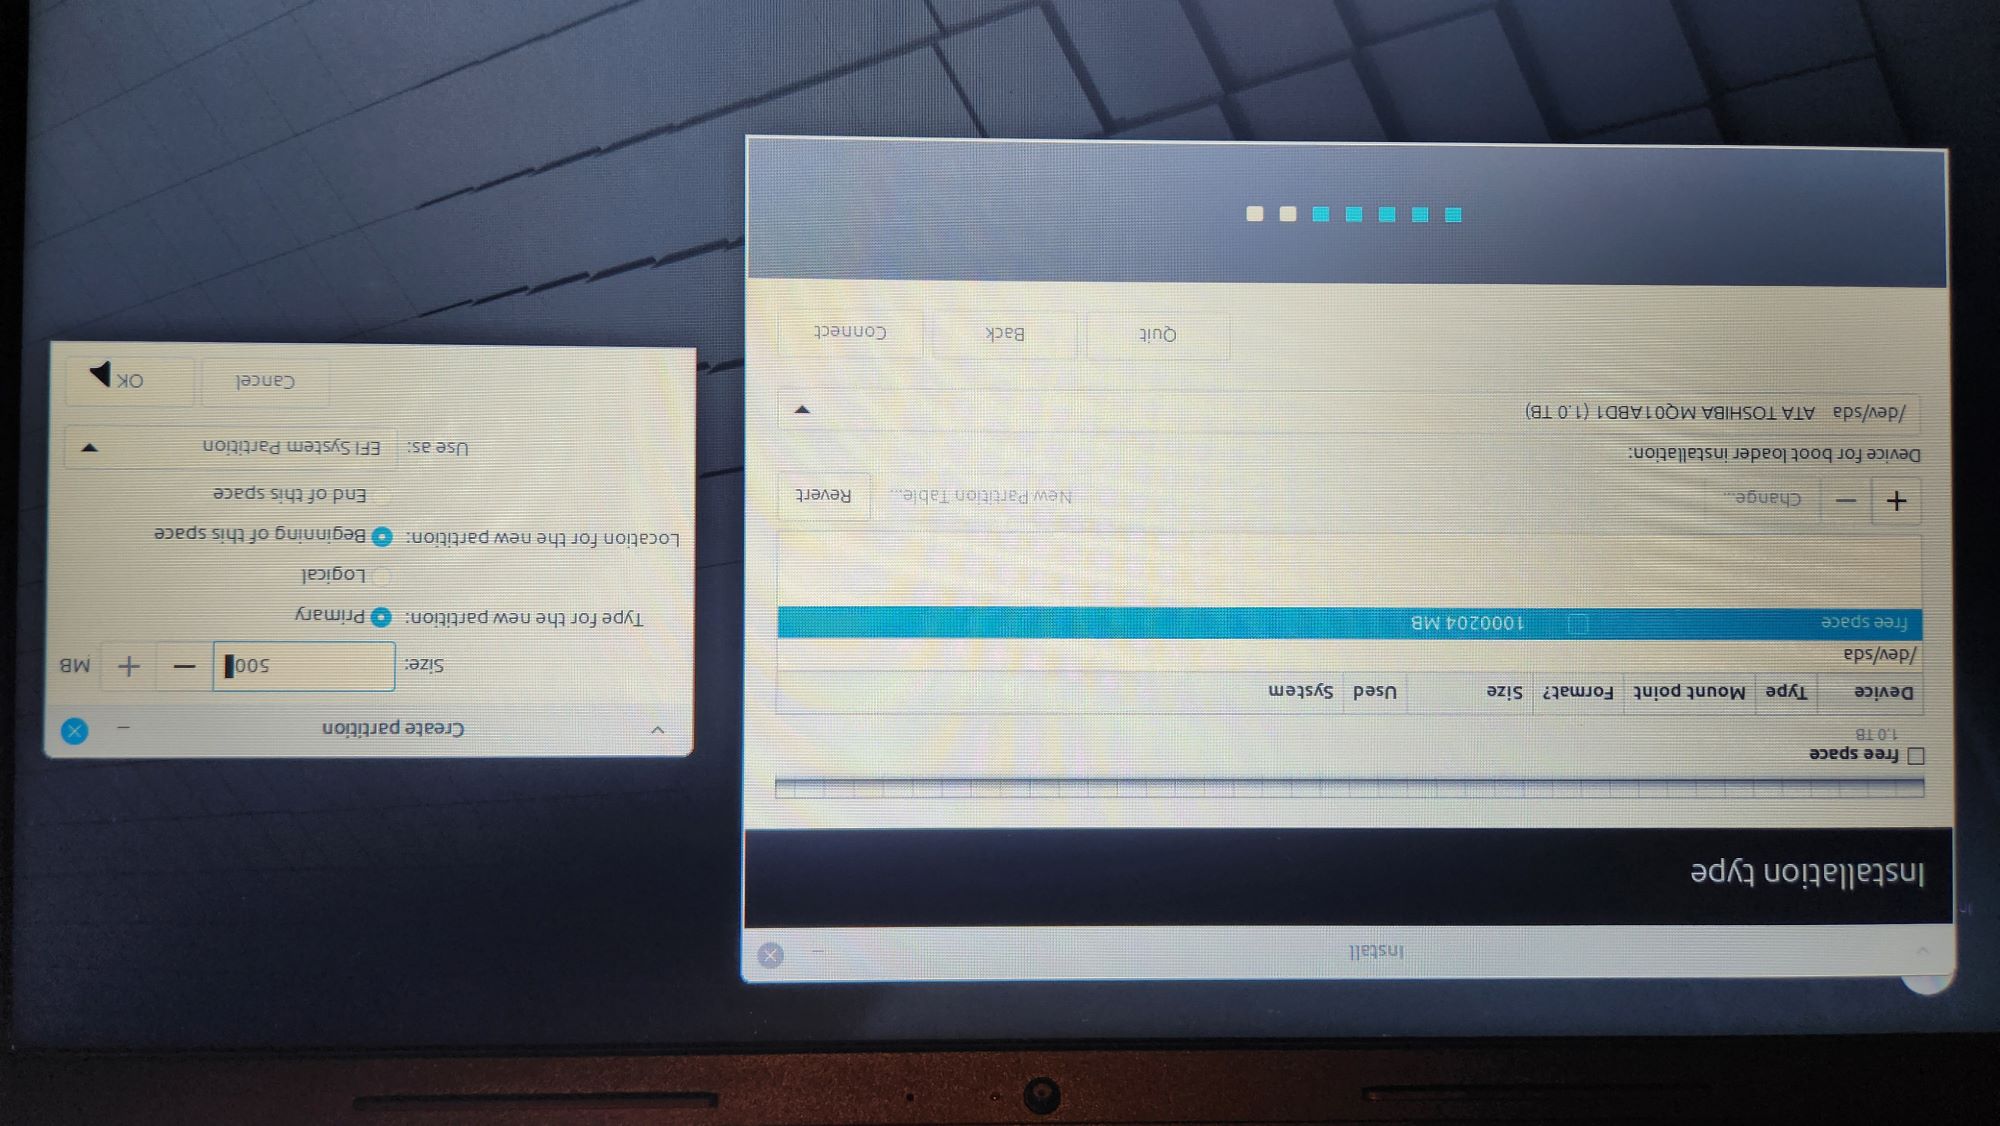 Install
Installation type
free space
1.0 TB
Device Type Mount point Format? Size Used System
/dev/sda
free space 1000204 MB
+ − Change... New Partition Table... Revert
Device for boot loader installation:
/dev/sda ATA TOSHIBA MQ01ABD1 (1.0 TB)
Quit Back Connect
Create partition
Size: 500 − + MB
Type for the new partition: Primary
Logical
Location for the new partition: Beginning of this space
End of this space
Use as: EFI System Partition
Cancel OK